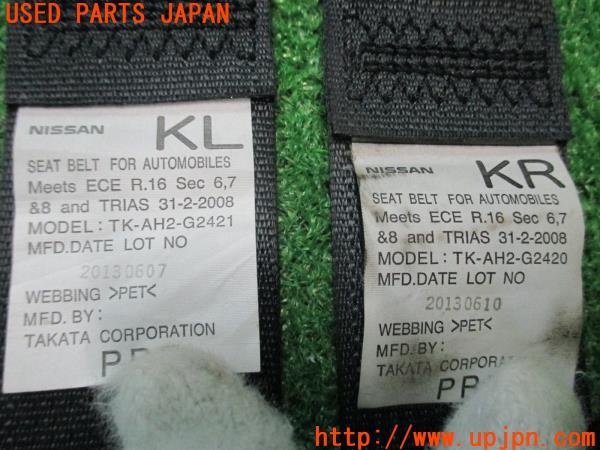 USED PARTS JAPAN
NISSAN KL
SEAT BELT FOR AUTOMOBILES
Meets ECE R.16 Sec 6,7
&8 and TRIAS 31-2-2008
MODEL: TK-AH2-G2421
MFD.DATE LOT NO
20130607
WEBBING >PET<
MFD.BY:
TAKATA CORPORATION
NISSAN KR
SEAT BELT FOR AUTOMOBILES
Meets ECE R.16 Sec 6,7
&8 and TRIAS 31-2-2008
MODEL: TK-AH2-G2420
MFD.DATE LOT NO
20130610
WEBBING >PET<
MFD.BY:
TAKATA CORPORATION
http://www.upjpn.com/